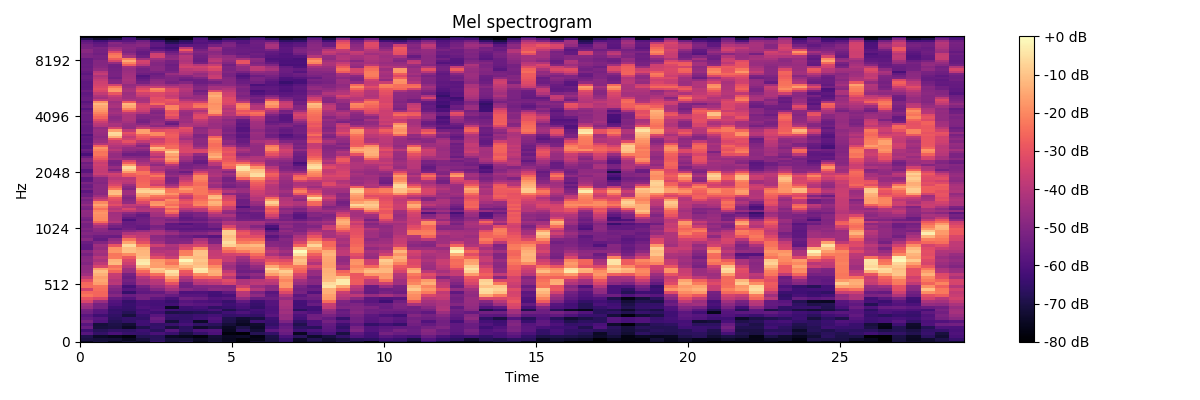 Mel spectrogram
Hz
8192
4096
2048
1024
512
0
0 5 10 15 20 25
Time
+0 dB
-10 dB
-20 dB
-30 dB
-40 dB
-50 dB
-60 dB
-70 dB
-80 dB